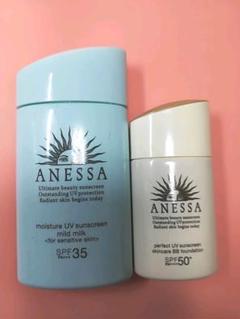 ANESSA
Ultimate beauty sunscreen
Outstanding UV protection
Radiant skin begins today
moisture UV sunscreen
mild milk
<for sensitive skin>
SPF35
PA+++
ANESSA
Ultimate beauty sunscreen
Outstanding UV protection
Radiant skin begins today
perfect UV sunscreen
skincare BB foundation
SPF50+